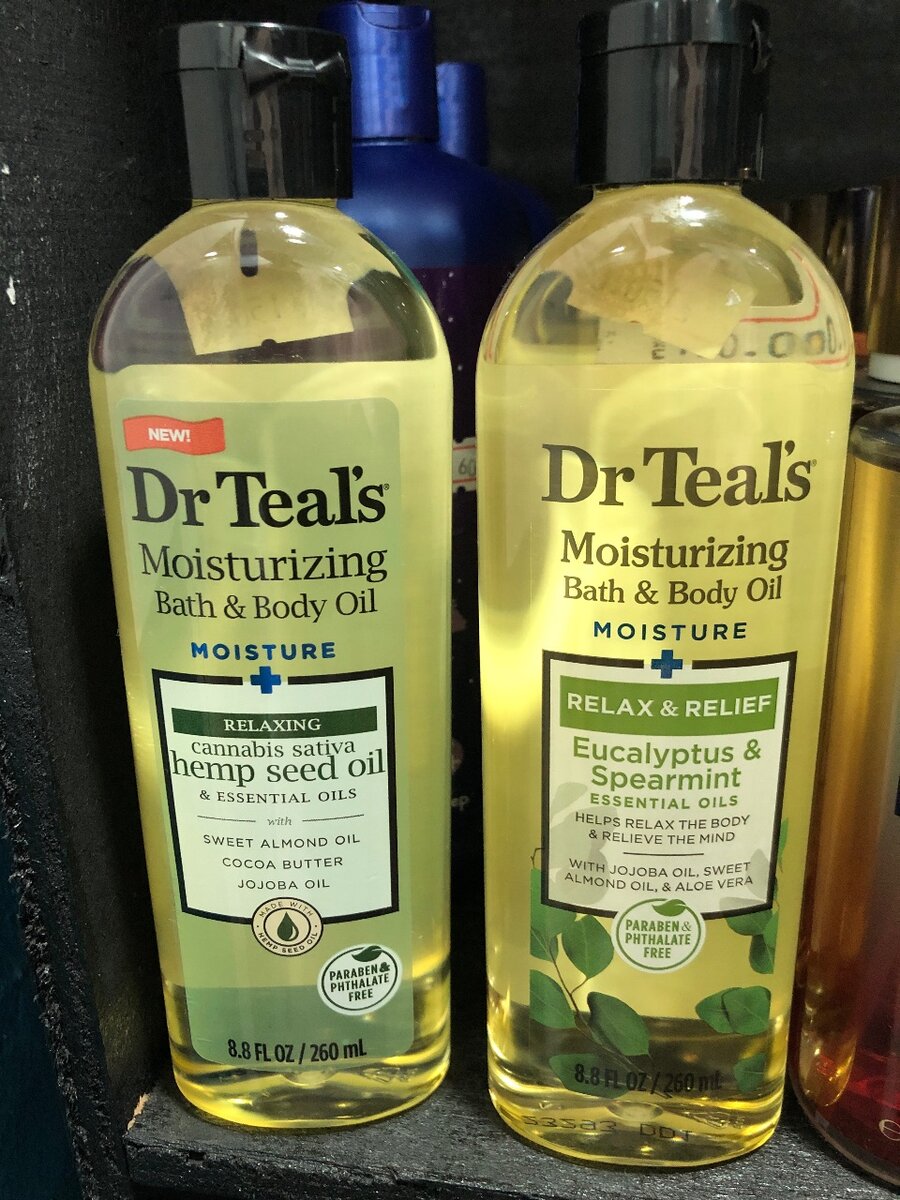 NEW!
Dr Teal's®
Moisturizing
Bath & Body Oil
MOISTURE
RELAXING
cannabis sativa
hemp seed oil
& ESSENTIAL OILS
with
SWEET ALMOND OIL
COCOA BUTTER
JOJOBA OIL
MADE WITH
HEMP SEED OIL
PARABEN &
PHTHALATE
FREE
8.8 FL OZ / 260 mL
60
Dr Teal's®
Moisturizing
Bath & Body Oil
MOISTURE
RELAX & RELIEF
Eucalyptus &
Spearmint
ESSENTIAL OILS
HELPS RELAX THE BODY
& RELIEVE THE MIND
WITH JOJOBA OIL, SWEET
ALMOND OIL, & ALOE VERA
PARABEN &
PHTHALATE
FREE
8.8 FL OZ / 260 mL